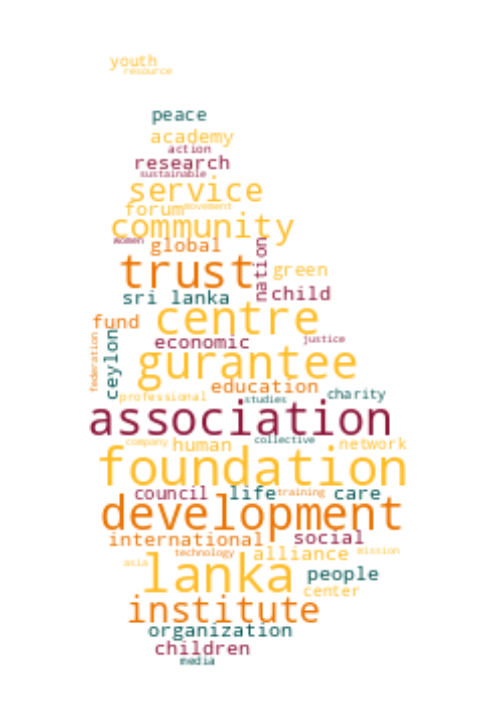 youth
resource
peace
academy
action
research
sustainable
service
forum movement
community
women global
nation
trust green
sri lanka child
centre
fund
economic justice
federation
ceylon
gurantee
education
professional studies charity
association
company human collective network
foundation
council life training care
development
international social
technology alliance mission
asia lanka people
center
institute
organization
children
media